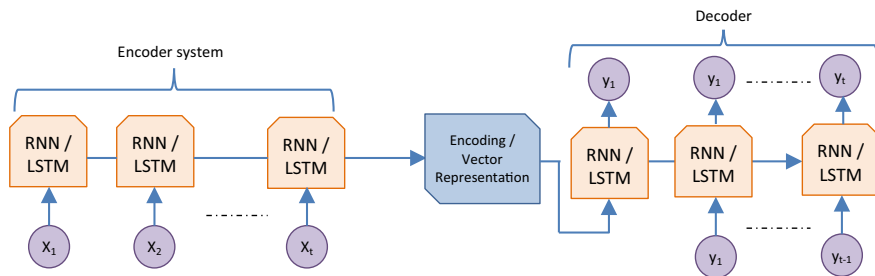 Encoder system
Decoder
y1
y1
yt
RNN /
LSTM
RNN /
LSTM
RNN /
LSTM
Encoding /
Vector
Representation
RNN /
LSTM
RNN /
LSTM
RNN /
LSTM
X1
X2
Xt
y1
yt-1